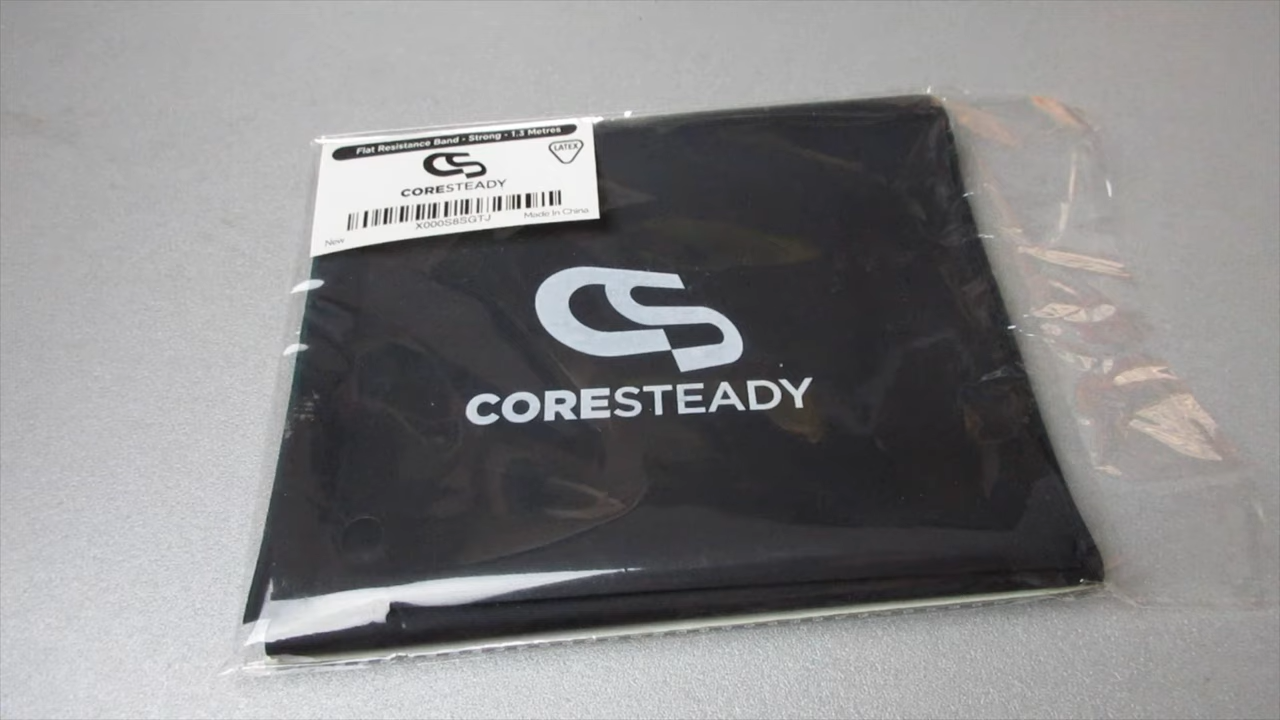 Flat Resistance Band - Strong - 1.3 Metres
LATEX
CS
CORESTEADY
X000S8SGTJ
New
Made In China
CS
CORESTEADY